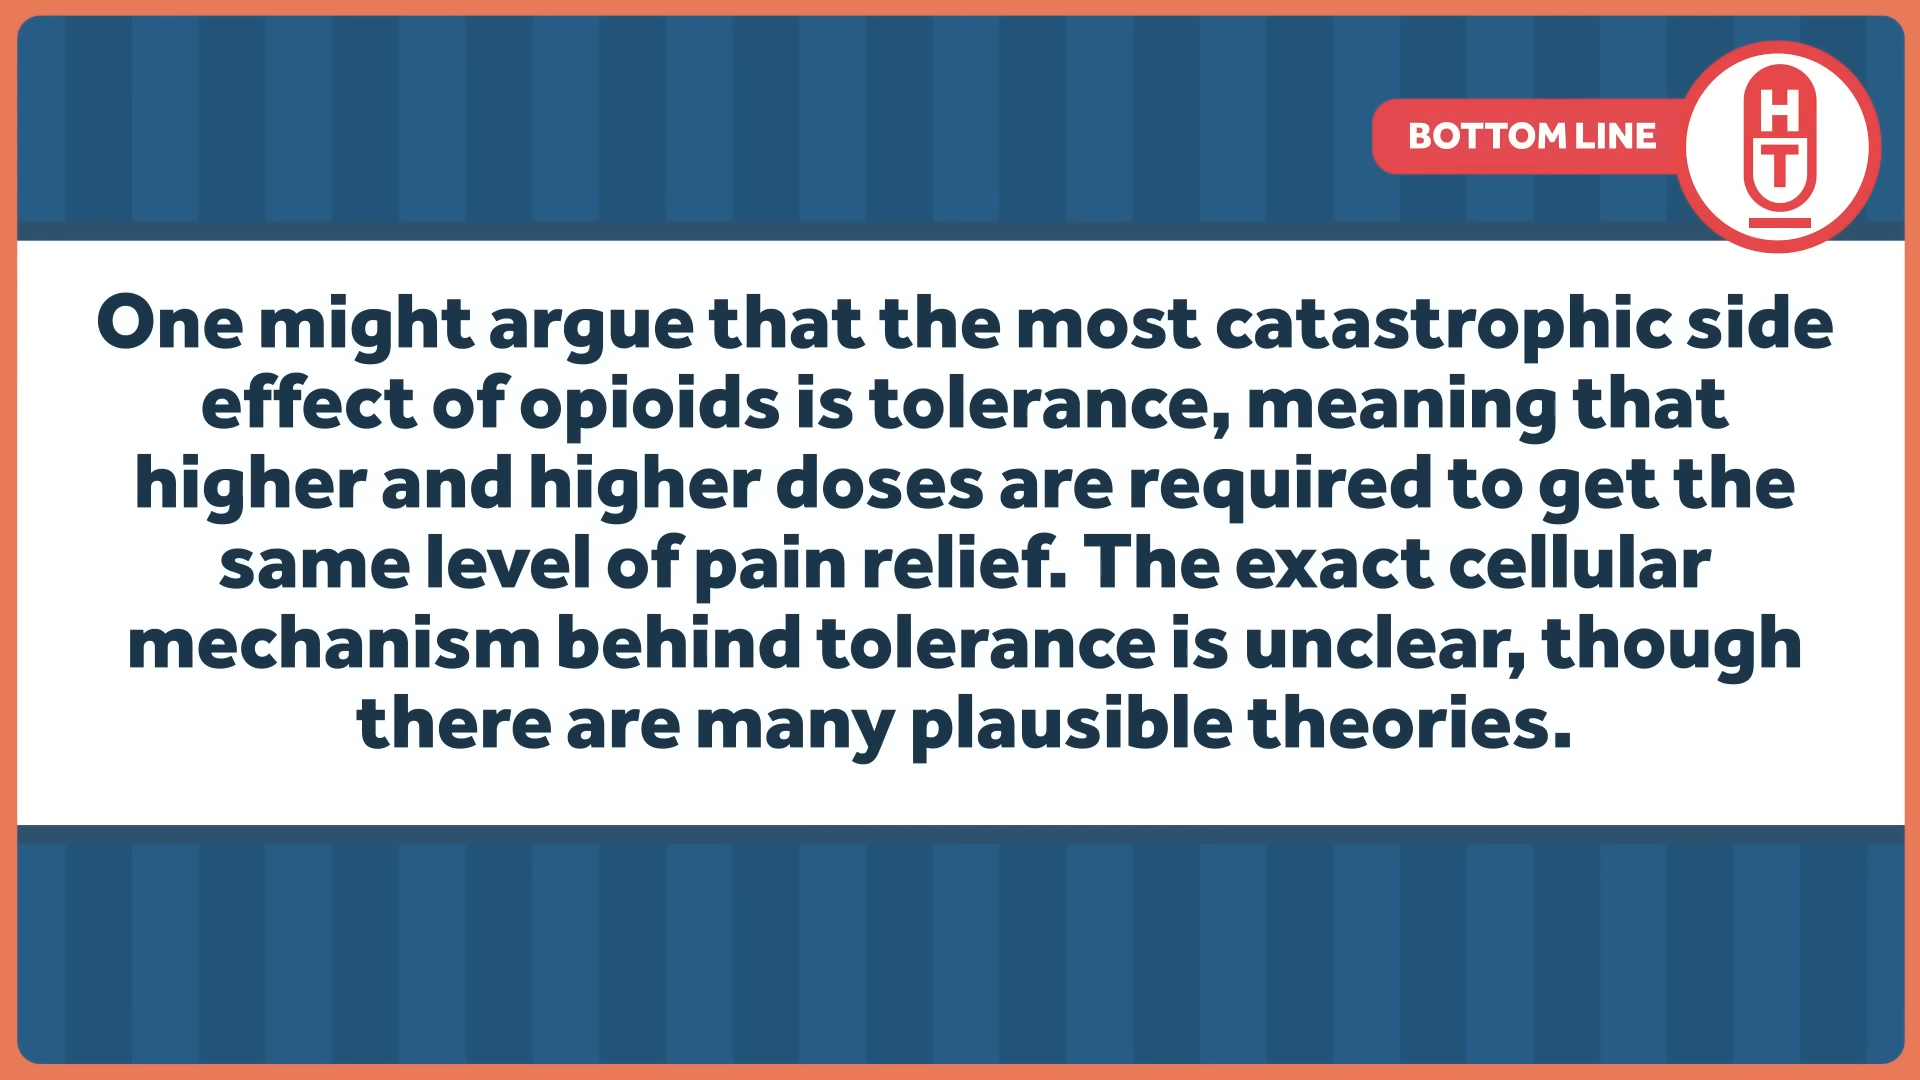 BOTTOM LINE
H
T
One might argue that the most catastrophic side
effect of opioids is tolerance, meaning that
higher and higher doses are required to get the
same level of pain relief. The exact cellular
mechanism behind tolerance is unclear, though
there are many plausible theories.